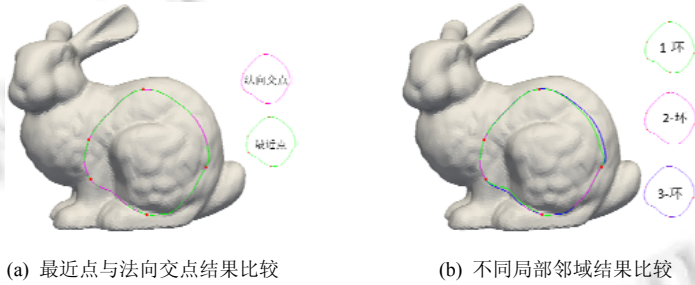 法向交点
最近点
1 环
2-环
3-环
(a) 最近点与法向交点结果比较
(b) 不同局部邻域结果比较